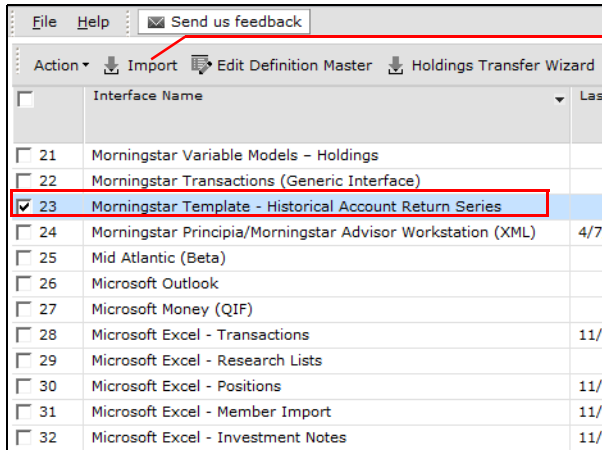 File Help Send us feedback
Action Import Edit Definition Master Holdings Transfer Wizard
Interface Name Las
21 Morningstar Variable Models – Holdings
22 Morningstar Transactions (Generic Interface)
23 Morningstar Template - Historical Account Return Series
24 Morningstar Principia/Morningstar Advisor Workstation (XML) 4/7
25 Mid Atlantic (Beta)
26 Microsoft Outlook
27 Microsoft Money (QIF)
28 Microsoft Excel - Transactions 11/
29 Microsoft Excel - Research Lists
30 Microsoft Excel - Positions 11/
31 Microsoft Excel - Member Import 11/
32 Microsoft Excel - Investment Notes 11/